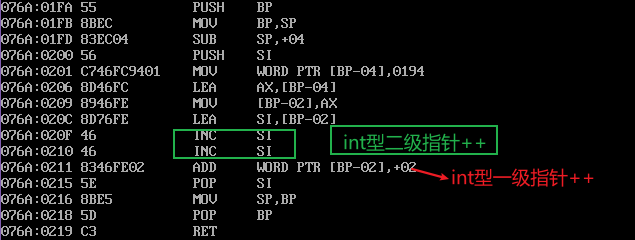 076A:01FA 55 PUSH BP
076A:01FB 8BEC MOV BP,SP
076A:01FD 83EC04 SUB SP,+04
076A:0200 56 PUSH SI
076A:0201 C746FC9401 MOV WORD PTR [BP-04],0194
076A:0206 8D46FC LEA AX,[BP-04]
076A:0209 8946FE MOV [BP-02],AX
076A:020C 8D76FE LEA SI,[BP-02]
076A:020F 46 INC SI int型二级指针++
076A:0210 46 INC SI
076A:0211 8346FE02 ADD WORD PTR [BP-02],+02 int型一级指针++
076A:0215 5E POP SI
076A:0216 8BE5 MOV SP,BP
076A:0218 5D POP BP
076A:0219 C3 RET